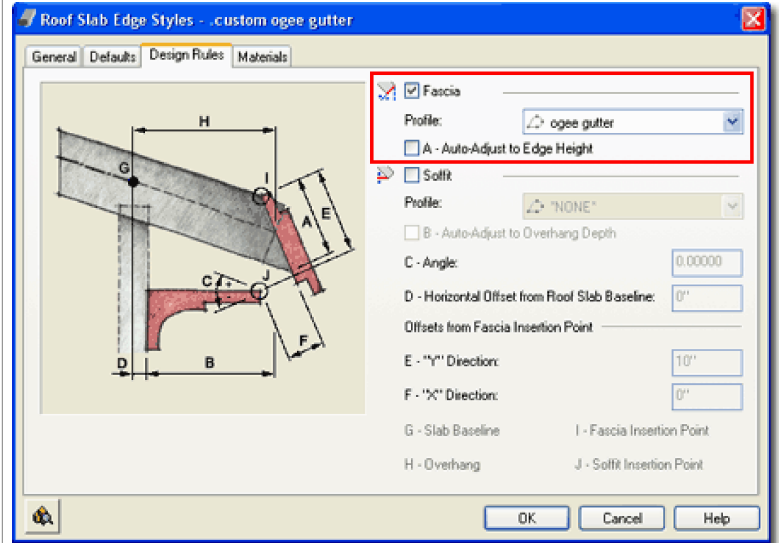 Roof Slab Edge Styles - .custom ogee gutter
General Defaults Design Rules Materials
H
G
I
A
E
J
C
+
-
F
D
B
Fascia
Profile: ogee gutter
A - Auto-Adjust to Edge Height
Soffit
Profile: "NONE"
B - Auto-Adjust to Overhang Depth
C - Angle: 0.00000
D - Horizontal Offset from Roof Slab Baseline: 0"
Offsets from Fascia Insertion Point
E - "Y" Direction: 10"
F - "X" Direction: 0"
G - Slab Baseline I - Fascia Insertion Point
H - Overhang J - Soffit Insertion Point
OK Cancel Help